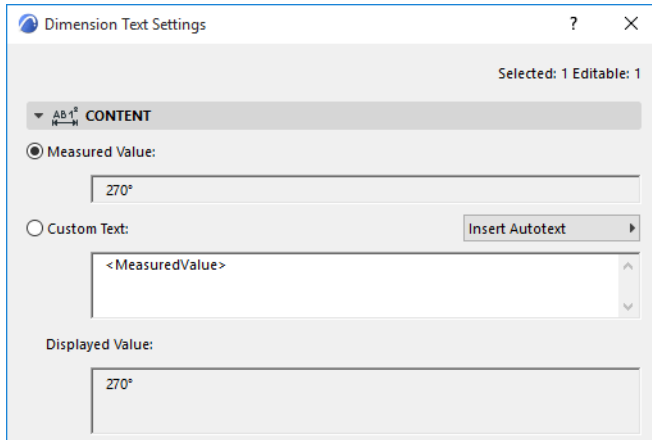 Dimension Text Settings ? ×
Selected: 1 Editable: 1
AB1² CONTENT
Measured Value:
270°
Custom Text: Insert Autotext
<MeasuredValue>
Displayed Value:
270°